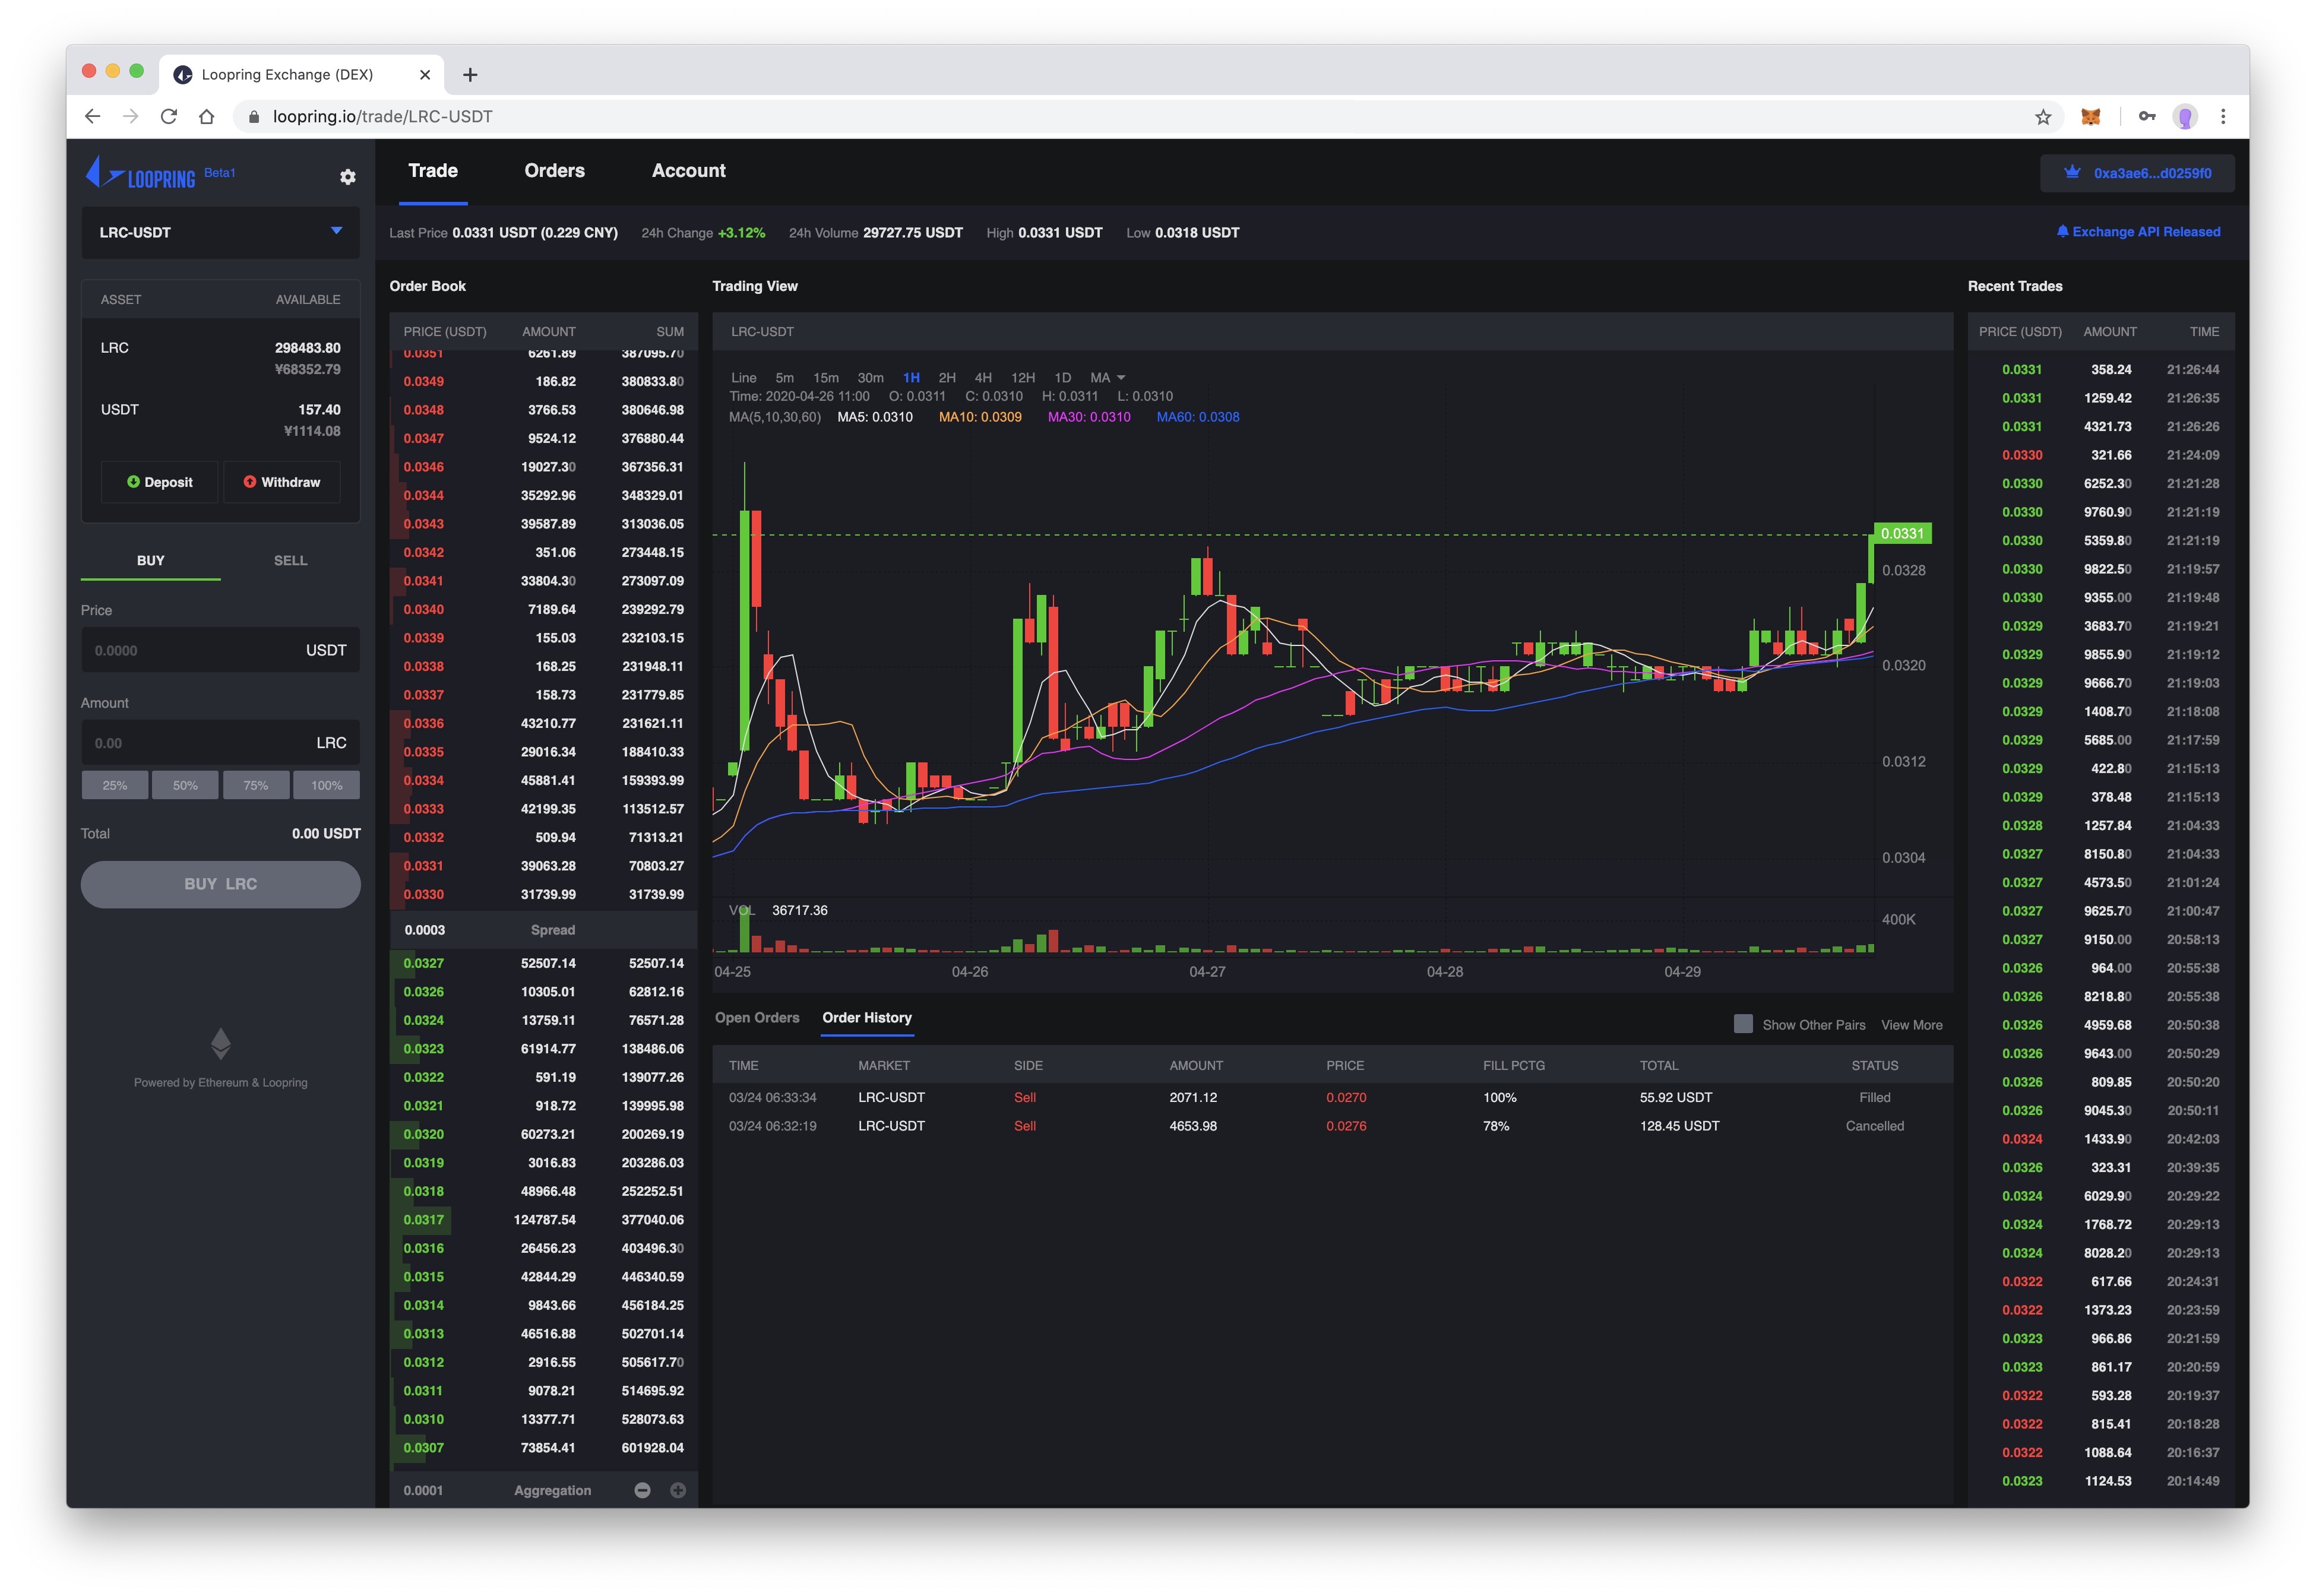 Loopring Exchange (DEX)
loopring.io/trade/LRC-USDT
LOOPRING Beta1
Trade Orders Account
0xa3ae6...d0259f0
LRC-USDT
Last Price 0.0331 USDT (0.229 CNY) 24h Change +3.12% 24h Volume 29727.75 USDT High 0.0331 USDT Low 0.0318 USDT
Exchange API Released
ASSET AVAILABLE
LRC 298483.80
¥68352.79
USDT 157.40
¥1114.08
Deposit Withdraw
BUY SELL
Price
0.0000 USDT
Amount
0.00 LRC
25% 50% 75% 100%
Total 0.00 USDT
BUY LRC
Powered by Ethereum & Loopring
Order Book
PRICE (USDT) AMOUNT SUM
0.0351 6261.89 387095.70
0.0349 186.82 380833.80
0.0348 3766.53 380646.98
0.0347 9524.12 376880.44
0.0346 19027.30 367356.31
0.0344 35292.96 348329.01
0.0343 39587.89 313036.05
0.0342 351.06 273448.15
0.0341 33804.30 273097.09
0.0340 7189.64 239292.79
0.0339 155.03 232103.15
0.0338 168.25 231948.11
0.0337 158.73 231779.85
0.0336 43210.77 231621.11
0.0335 29016.34 188410.33
0.0334 45881.41 159393.99
0.0333 42199.35 113512.57
0.0332 509.94 71313.21
0.0331 39063.28 70803.27
0.0330 31739.99 31739.99
0.0003 Spread
0.0327 52507.14 52507.14
0.0326 10305.01 62812.16
0.0324 13759.11 76571.28
0.0323 61914.77 138486.06
0.0322 591.19 139077.26
0.0321 918.72 139995.98
0.0320 60273.21 200269.19
0.0319 3016.83 203286.03
0.0318 48966.48 252252.51
0.0317 124787.54 377040.06
0.0316 26456.23 403496.30
0.0315 42844.29 446340.59
0.0314 9843.66 456184.25
0.0313 46516.88 502701.14
0.0312 2916.55 505617.70
0.0311 9078.21 514695.92
0.0310 13377.71 528073.63
0.0307 73854.41 601928.04
0.0001 Aggregation
Trading View
LRC-USDT
Line 5m 15m 30m 1H 2H 4H 12H 1D MA
Time: 2020-04-26 11:00 O: 0.0311 C: 0.0310 H: 0.0311 L: 0.0310
MA(5,10,30,60) MA5: 0.0310 MA10: 0.0309 MA30: 0.0310 MA60: 0.0308
0.0331
0.0328
0.0320
0.0312
0.0304
VOL 36717.36
400K
04-25 04-26 04-27 04-28 04-29
Open Orders Order History
Show Other Pairs View More
TIME MARKET SIDE AMOUNT PRICE FILL PCTG TOTAL STATUS
03/24 06:33:34 LRC-USDT Sell 2071.12 0.0270 100% 55.92 USDT Filled
03/24 06:32:19 LRC-USDT Sell 4653.98 0.0276 78% 128.45 USDT Cancelled
Recent Trades
PRICE (USDT) AMOUNT TIME
0.0331 358.24 21:26:44
0.0331 1259.42 21:26:35
0.0331 4321.73 21:26:26
0.0330 321.66 21:24:09
0.0330 6252.30 21:21:28
0.0330 9760.90 21:21:19
0.0330 5359.80 21:21:19
0.0330 9822.50 21:19:57
0.0330 9355.00 21:19:48
0.0329 3683.70 21:19:21
0.0329 9855.90 21:19:12
0.0329 9666.70 21:19:03
0.0329 1408.70 21:18:08
0.0329 5685.00 21:17:59
0.0329 422.80 21:15:13
0.0329 378.48 21:15:13
0.0328 1257.84 21:04:33
0.0327 8150.80 21:04:33
0.0327 4573.50 21:01:24
0.0327 9625.70 21:00:47
0.0327 9150.00 20:58:13
0.0326 964.00 20:55:38
0.0326 8218.80 20:55:38
0.0326 4959.68 20:50:38
0.0326 9643.00 20:50:29
0.0326 809.85 20:50:20
0.0326 9045.30 20:50:11
0.0324 1433.90 20:42:03
0.0326 323.31 20:39:35
0.0324 6029.90 20:29:22
0.0324 1768.72 20:29:13
0.0324 8028.20 20:29:13
0.0322 617.66 20:24:31
0.0322 1373.23 20:23:59
0.0323 966.86 20:21:59
0.0323 861.17 20:20:59
0.0322 593.28 20:19:37
0.0322 815.41 20:18:28
0.0322 1088.64 20:16:37
0.0323 1124.53 20:14:49